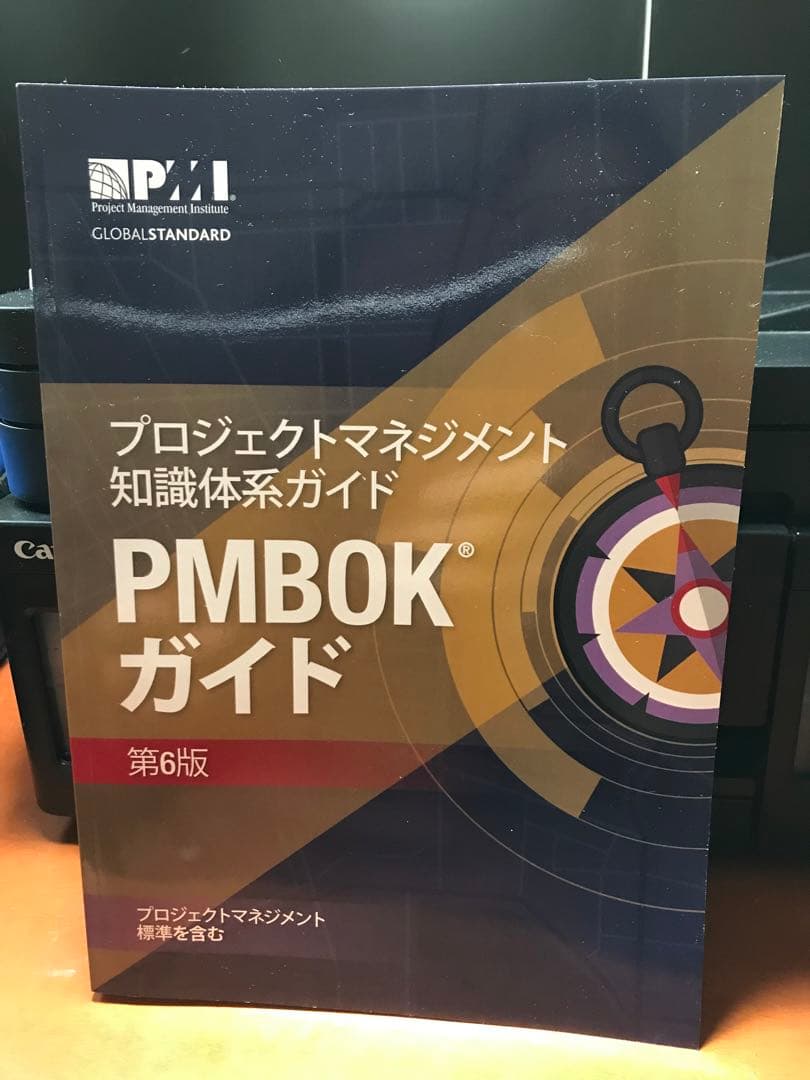 PMI
Project Management Institute
GLOBALSTANDARD
プロジェクトマネジメント
知識体系ガイド
PMBOK®
ガイド
第6版
プロジェクトマネジメント
標準を含む
Ca